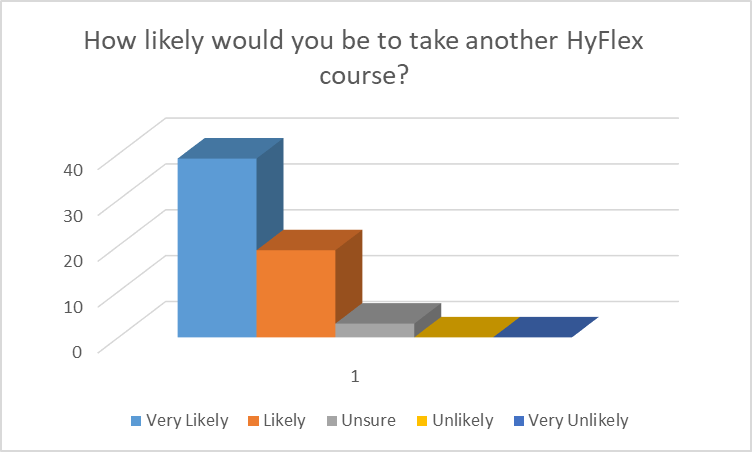 How likely would you be to take another HyFlex
course?
40
30
20
10
0
1
Very Likely
Likely
Unsure
Unlikely
Very Unlikely